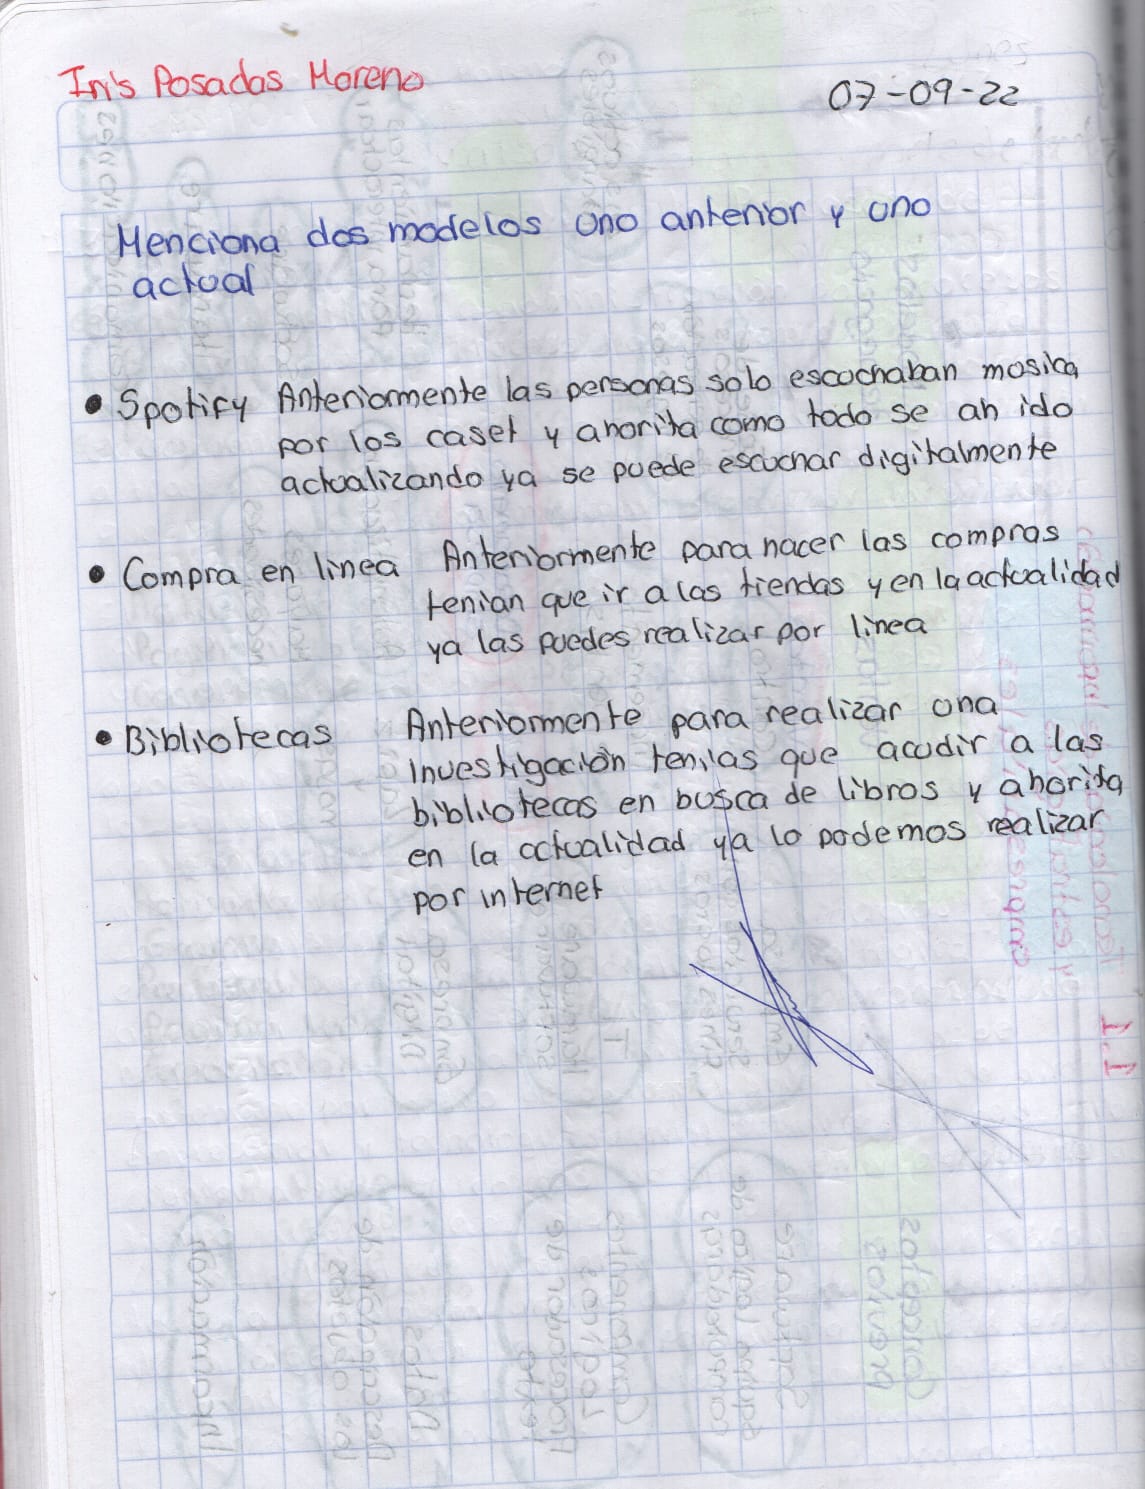 Iris Posadas Moreno
07-09-22
Menciona dos modelos uno anterior y uno
actual
• Spotify Anteriormente las personas solo escuchaban musica
por los caset y ahorita como todo se ah ido
actualizando ya se puede escuchar digitalmente
• Compra en linea Anteriormente para hacer las compras
tenian que ir a las tiendas y en la actualidad
ya las puedes realizar por linea
• Bibliotecas Anteriormente para realizar una
investigación tenias que acudir a las
bibliotecas en busca de libros y ahorita
en la actualidad ya lo podemos realizar
por internet